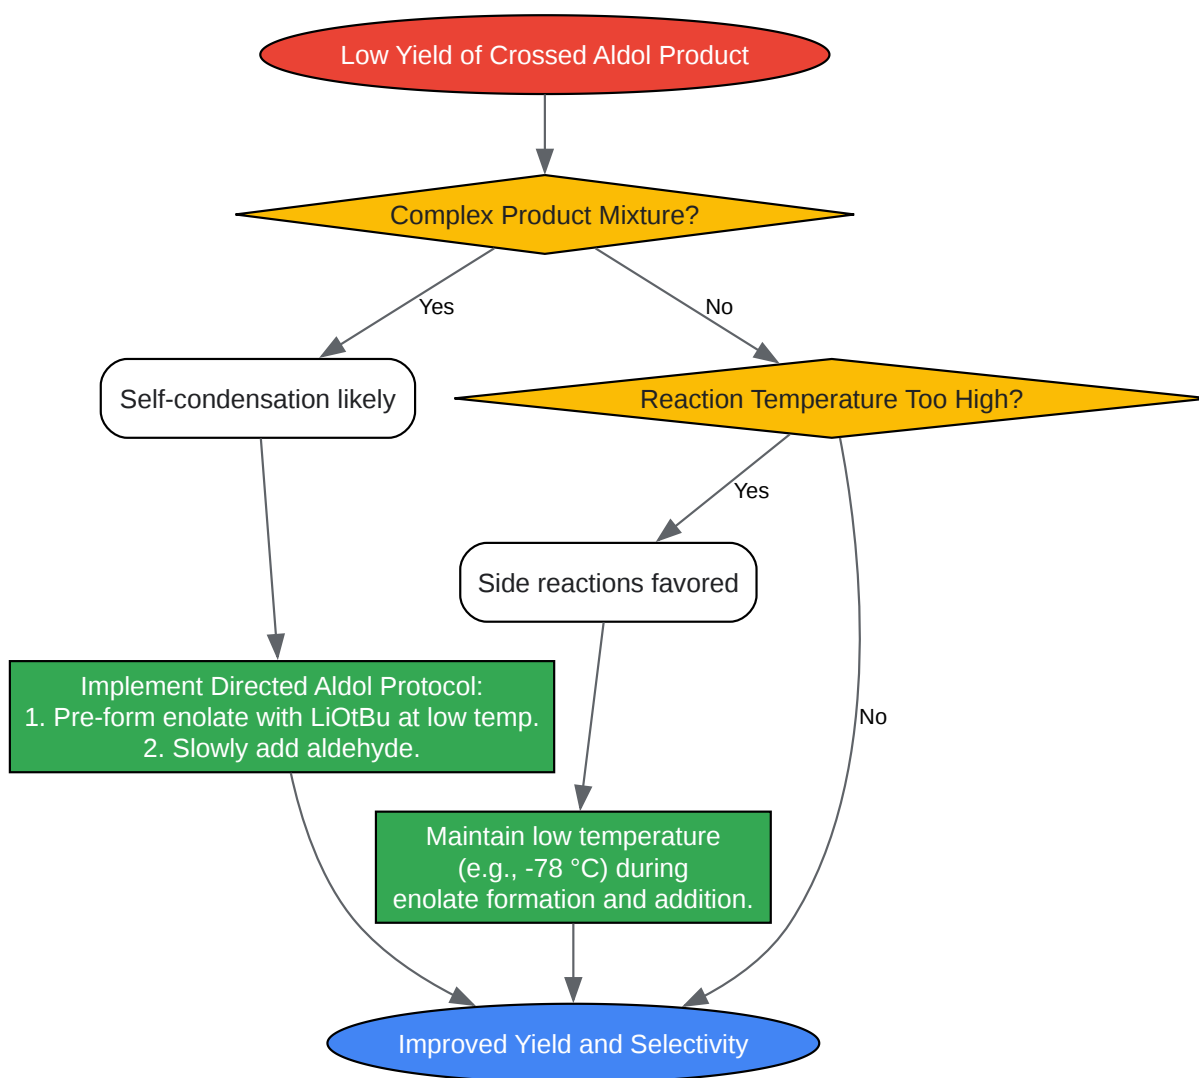 Low Yield of Crossed Aldol Product
Complex Product Mixture?
Yes
No
Self-condensation likely
Reaction Temperature Too High?
Yes
Side reactions favored
Implement Directed Aldol Protocol:
1. Pre-form enolate with LiOtBu at low temp.
2. Slowly add aldehyde.
No
Maintain low temperature
(e.g., -78 °C) during
enolate formation and addition.
Improved Yield and Selectivity